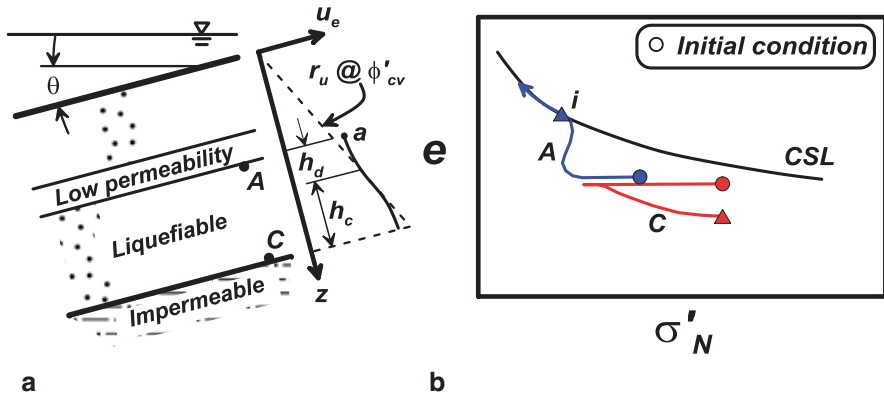 u_e
θ
r_u @ ϕ'_cv
a
Low permeability
A
h_d
h_c
Liquefiable
C
Impermeable
z
a
Initial condition
i
A
CSL
e
C
σ'_N
b